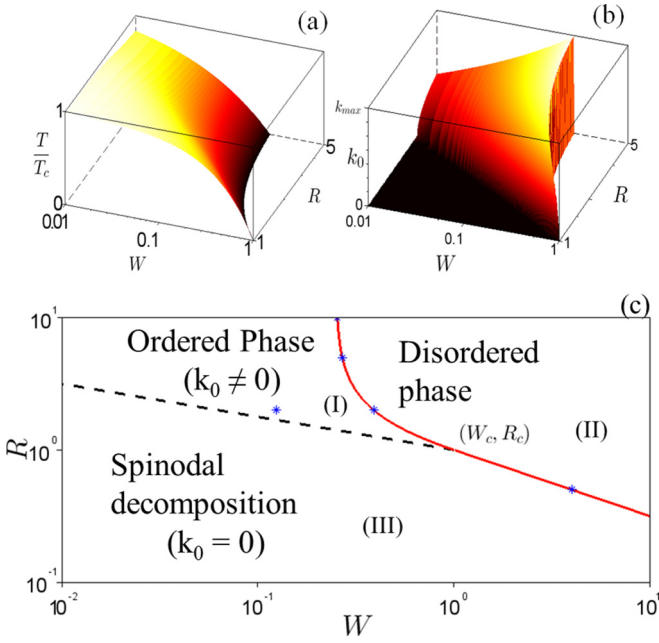 (a)
1
T
T_c
0
0.01
0.1
1
W
1
R
5
(b)
k_{max}
k_0
0
0.01
0.1
1
W
1
R
5
(c)
10^1
10^0
10^{-1}
R
Ordered Phase
(k_0 ≠ 0)
(I)
Disordered
phase
(II)
(W_c, R_c)
Spinodal
decomposition
(k_0 = 0)
(III)
10^{-2}
10^{-1}
10^0
10^1
W